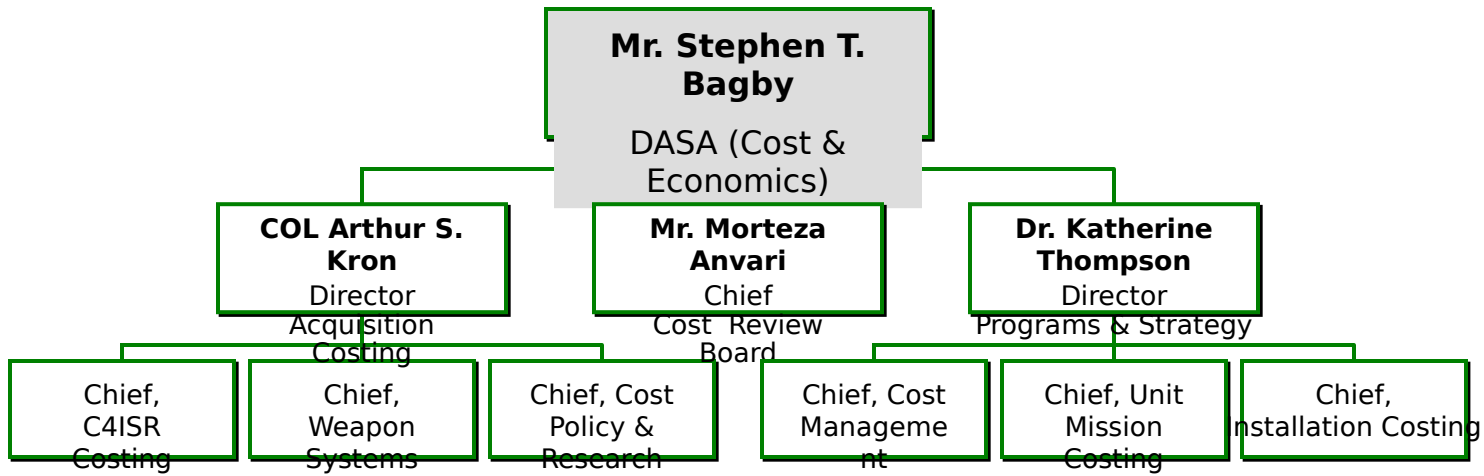 Mr. Stephen T.
Bagby
DASA (Cost &
Economics)
COL Arthur S.
Kron
Director
Acquisition
Costing
Mr. Morteza
Anvari
Chief
Cost  Review
Board
Dr. Katherine
Thompson
Director
Programs & Strategy
Chief,
C4ISR
Costing
Chief,
Weapon
Systems
Chief, Cost
Policy &
Research
Chief, Cost
Manageme
nt
Chief, Unit
Mission
Costing
Chief,
Installation Costing